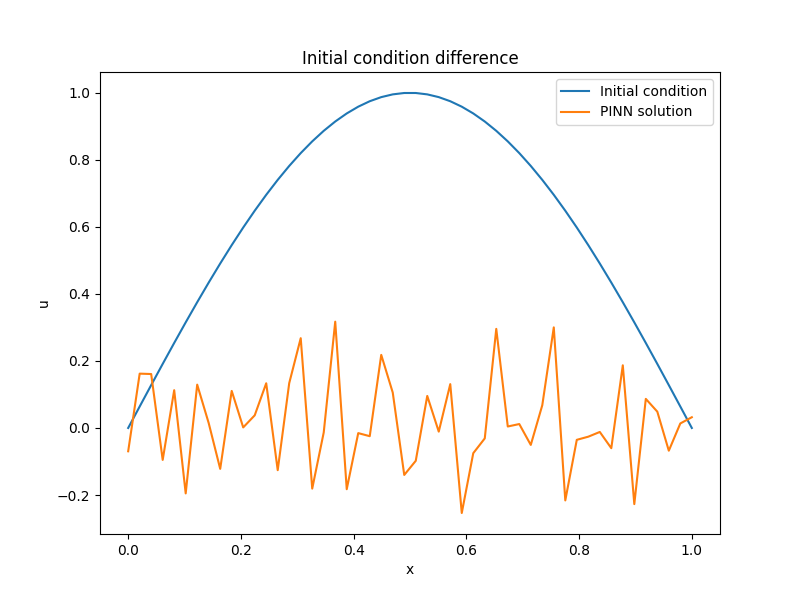 Initial condition difference
Initial condition
PINN solution
1.0
0.8
0.6
0.4
0.2
0.0
−0.2
u
0.0 0.2 0.4 0.6 0.8 1.0
x